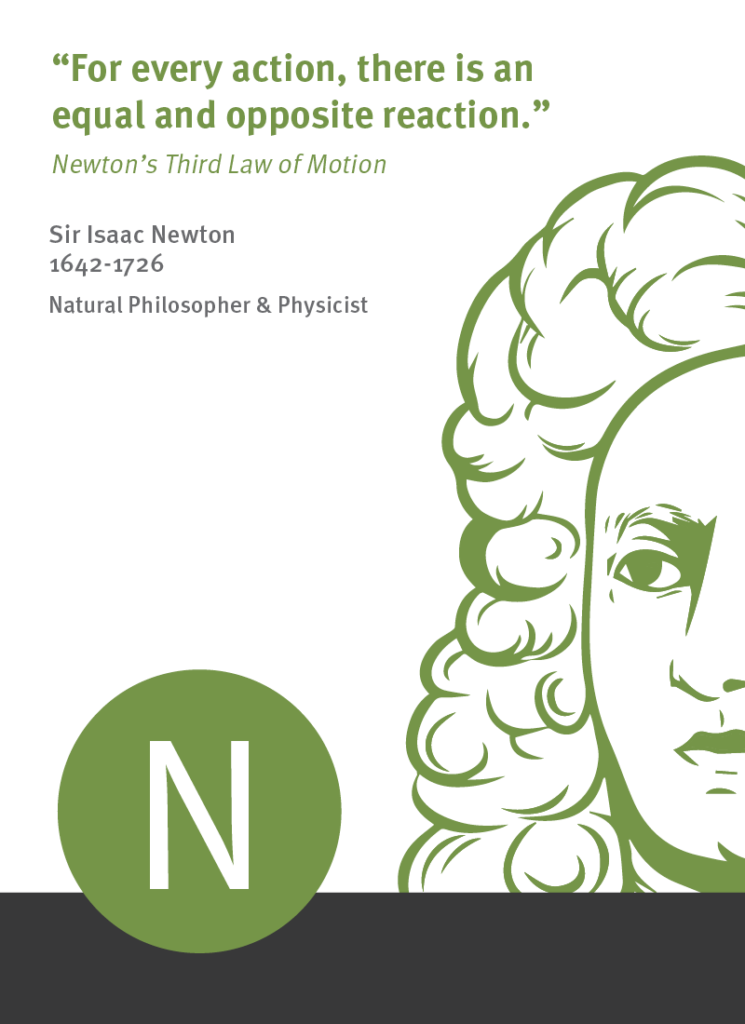 “For every action, there is an
equal and opposite reaction.”
Newton’s Third Law of Motion
Sir Isaac Newton
1642-1726
Natural Philosopher & Physicist
N